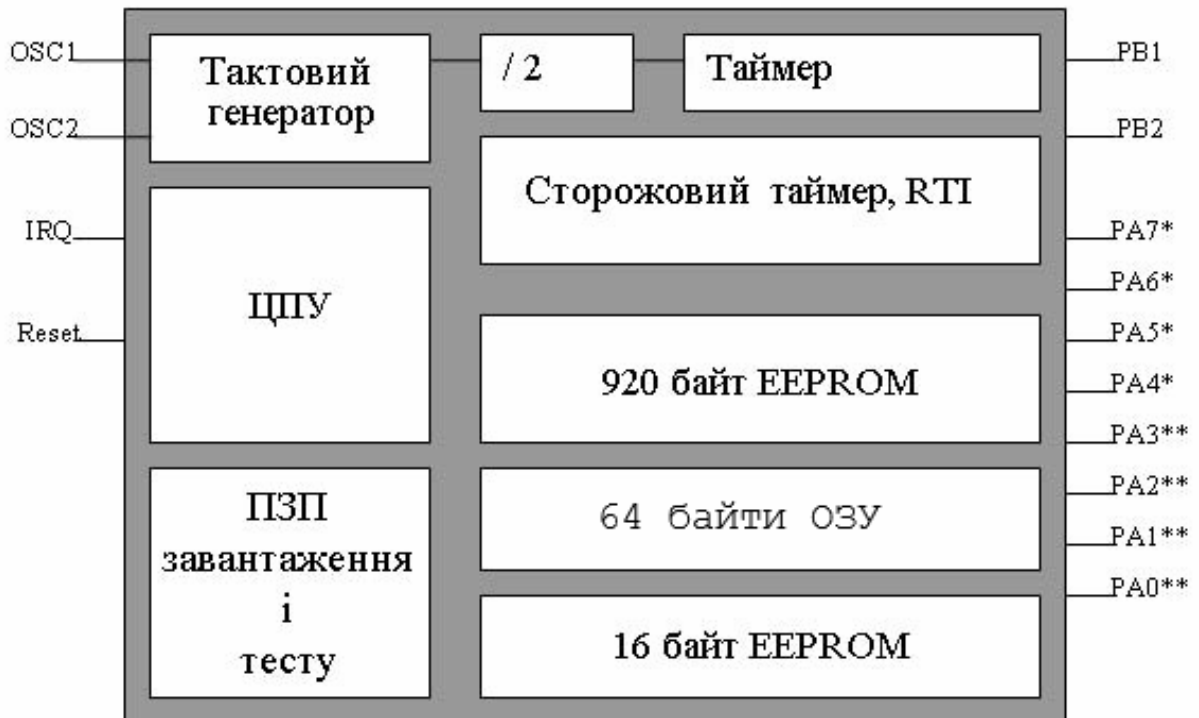 OSC1
OSC2
IRQ
Reset
Тактовий
генератор
/ 2
Таймер
Сторожовий таймер, RTI
ЦПУ
920 байт EEPROM
ПЗП
завантаження
і
тесту
64 байти ОЗУ
16 байт EEPROM
PB1
PB2
PA7*
PA6*
PA5*
PA4*
PA3**
PA2**
PA1**
PA0**